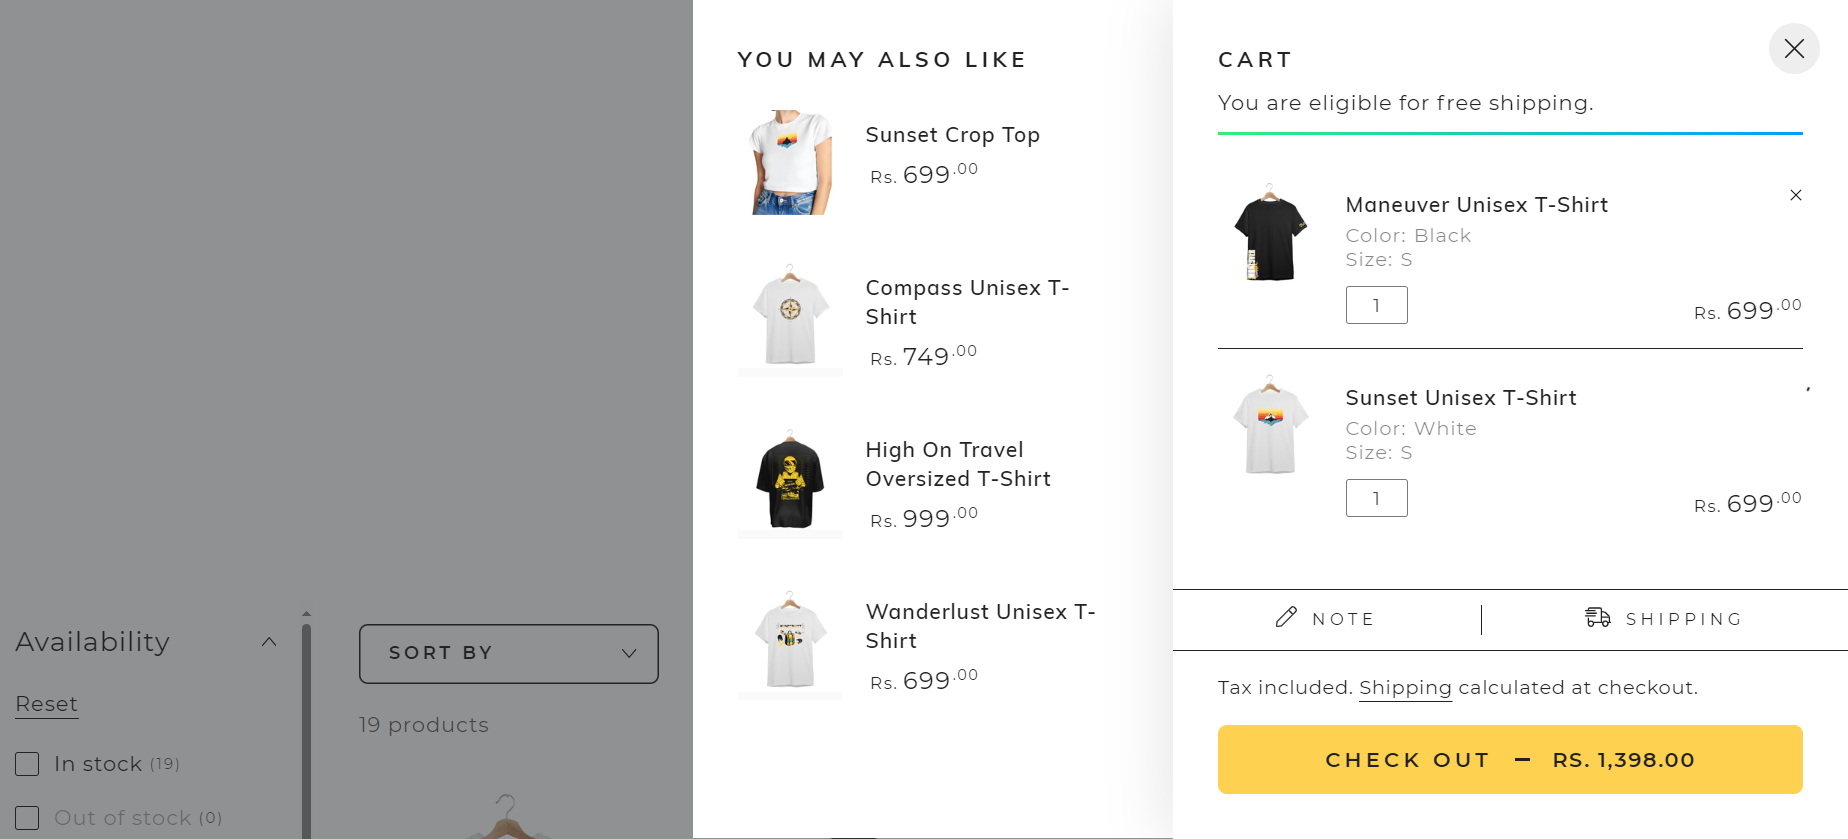 YOU MAY ALSO LIKE
Sunset Crop Top
Rs. 699.00
Compass Unisex T-
Shirt
Rs. 749.00
High On Travel
Oversized T-Shirt
Rs. 999.00
Wanderlust Unisex T-
Shirt
Rs. 699.00
CART
You are eligible for free shipping.
Maneuver Unisex T-Shirt
Color: Black
Size: S
1
Rs. 699.00
Sunset Unisex T-Shirt
Color: White
Size: S
1
Rs. 699.00
NOTE
SHIPPING
Tax included. Shipping calculated at checkout.
CHECK OUT – RS. 1,398.00
Availability
Reset
In stock (19)
Out of stock (0)
SORT BY
19 products